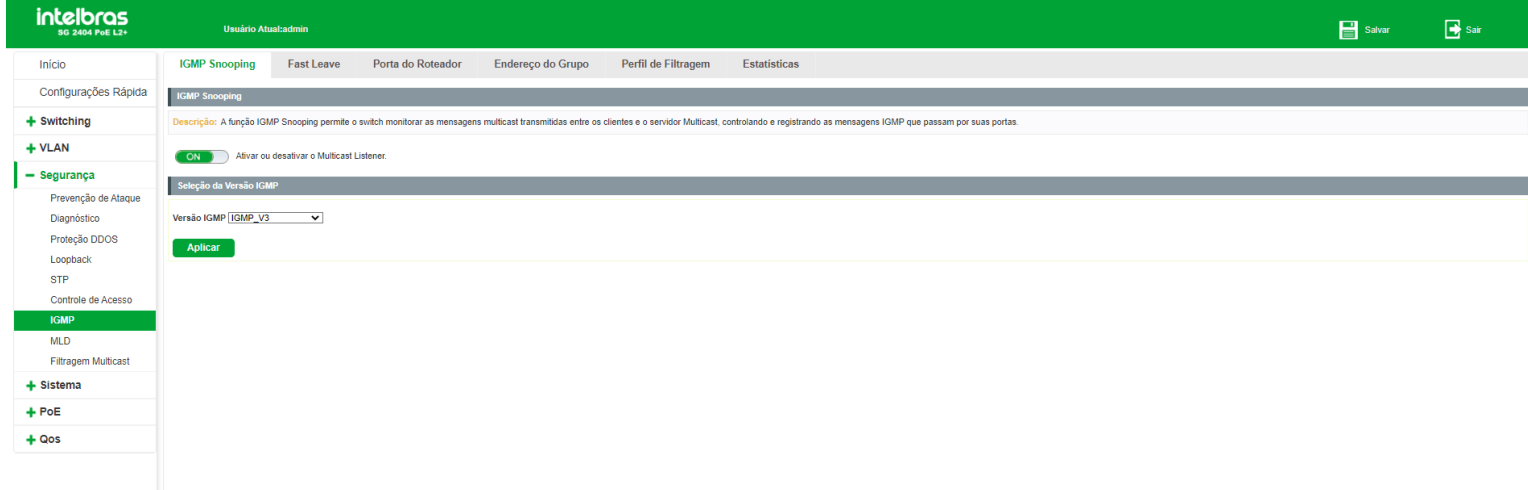 intelbras
SG 2404 PoE L2+
Usuário Atual:admin
Salvar
Sair
Início
Configurações Rápida
Switching
VLAN
Segurança
Prevenção de Ataque
Diagnóstico
Proteção DDOS
Loopback
STP
Controle de Acesso
IGMP
MLD
Filtragem Multicast
Sistema
PoE
Qos
IGMP Snooping
Fast Leave
Porta do Roteador
Endereço do Grupo
Perfil de Filtragem
Estatísticas
IGMP Snooping
Descrição: A função IGMP Snooping permite o switch monitorar as mensagens multicast transmitidas entre os clientes e o servidor Multicast, controlando e registrando as mensagens IGMP que passam por suas portas.
ON Ativar ou desativar o Multicast Listener.
Seleção da Versão IGMP
Versão IGMP IGMP_V3
Aplicar